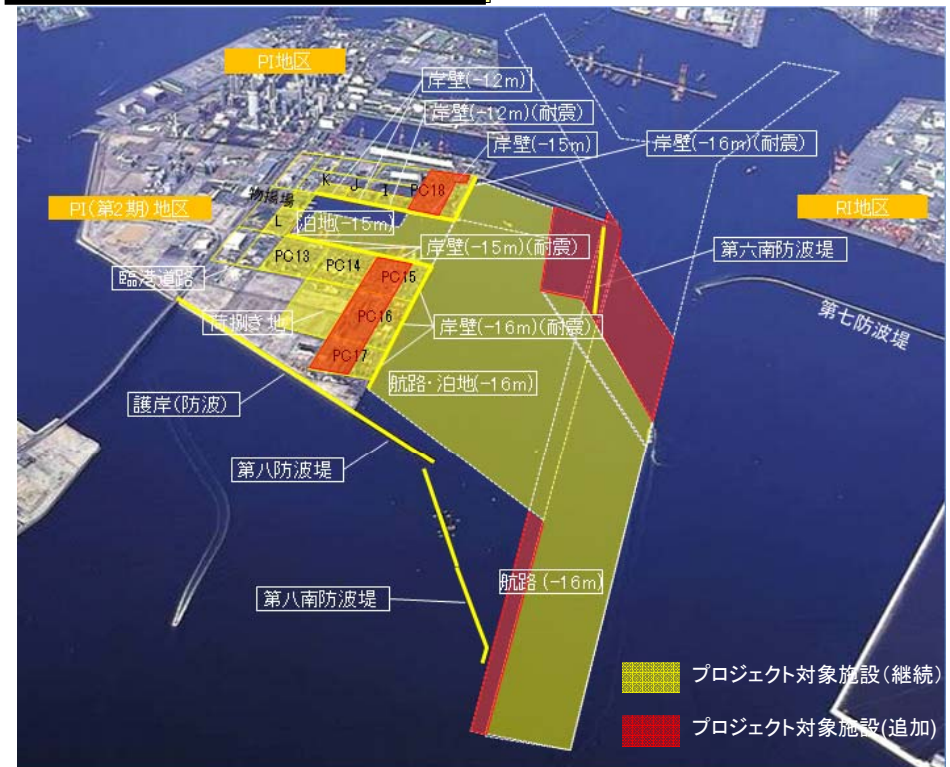 PI地区
岸壁(-12m)
岸壁(-12m)(耐震)
岸壁(-15m)
岸壁(-16m)(耐震)
K
J
I
PC18
物揚場
PI(第2期)地区
RI地区
L
泊地(-15m)
岸壁(-15m)(耐震)
第六南防波堤
PC13
PC14
PC15
臨港道路
荷捌き地
PC16
岸壁(-16m)(耐震)
第七防波堤
PC17
航路・泊地(-16m)
護岸(防波)
第八防波堤
航路(-16m)
第八南防波堤
プロジェクト対象施設(継続)
プロジェクト対象施設(追加)